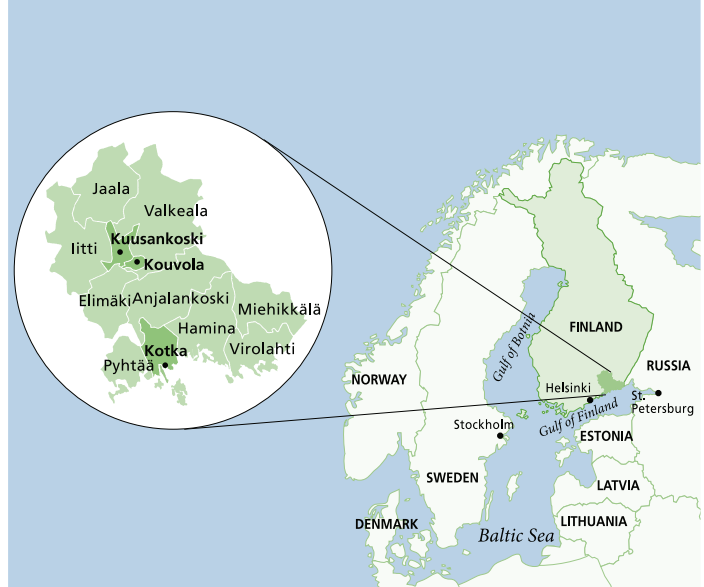 Jaala
Valkeala
Iitti
Kuusankoski
Kouvola
Elimäki
Anjalankoski
Miehikkälä
Hamina
Virolahti
Kotka
Pyhtää
FINLAND
Gulf of Botnia
RUSSIA
NORWAY
Helsinki
St.
Petersburg
Gulf of Finland
Stockholm
ESTONIA
SWEDEN
LATVIA
DENMARK
LITHUANIA
Baltic Sea